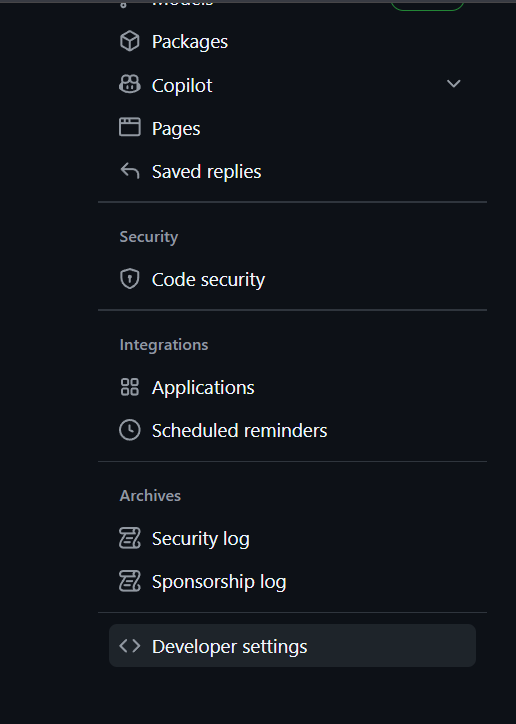 Models
Packages
Copilot
Pages
Saved replies
Security
Code security
Integrations
Applications
Scheduled reminders
Archives
Security log
Sponsorship log
Developer settings